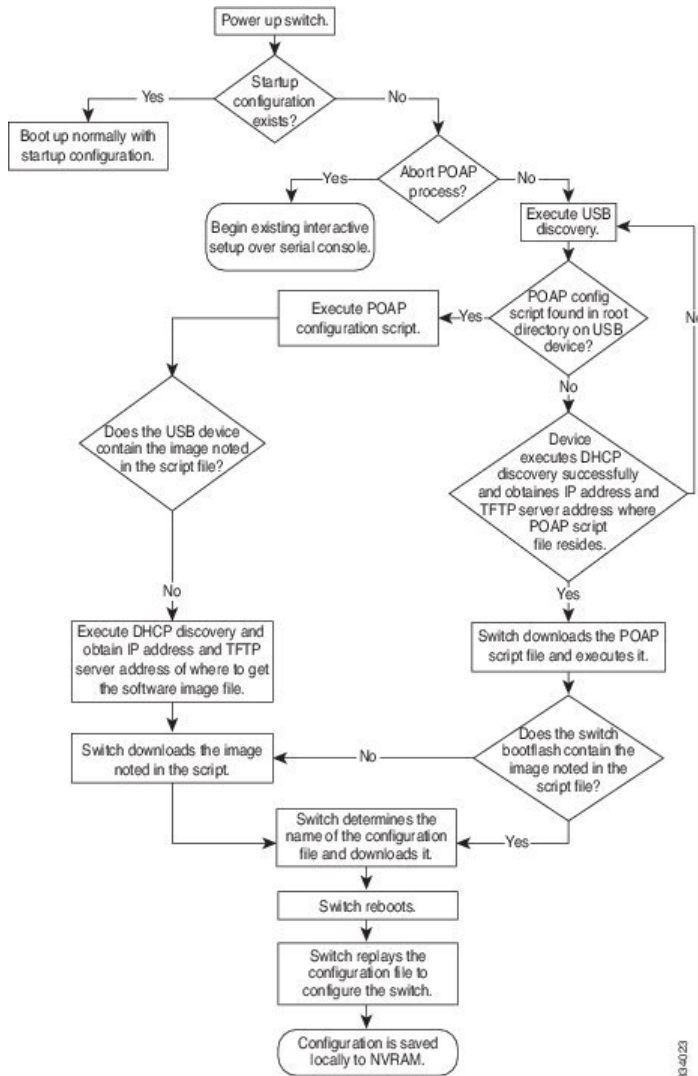 Power up switch.
Startup
configuration
exists?
Yes
No
Boot up normally with
startup configuration.
Abort POAP
process?
Yes
No
Begin existing interactive
setup over serial console.
Execute USB
discovery.
Execute POAP
configuration script.
Yes
POAP config
script found in root
directory on USB
device?
No
No
Does the USB device
contain the image noted
in the script file?
Device
executes DHCP
discovery successfully
and obtaines IP address and
TFTP server address where
POAP script
file resides.
No
Yes
Execute DHCP discovery and
obtain IP address and TFTP
server address of where to get
the software image file.
Switch downloads the POAP
script file and executes it.
Switch downloads the image
noted in the script.
No
Does the switch
bootflash contain the
image noted in the
script file?
Switch determines the
name of the configuration
file and downloads it.
Yes
Switch reboots.
Switch replays the
configuration file to
configure the switch.
Configuration is saved
locally to NVRAM.